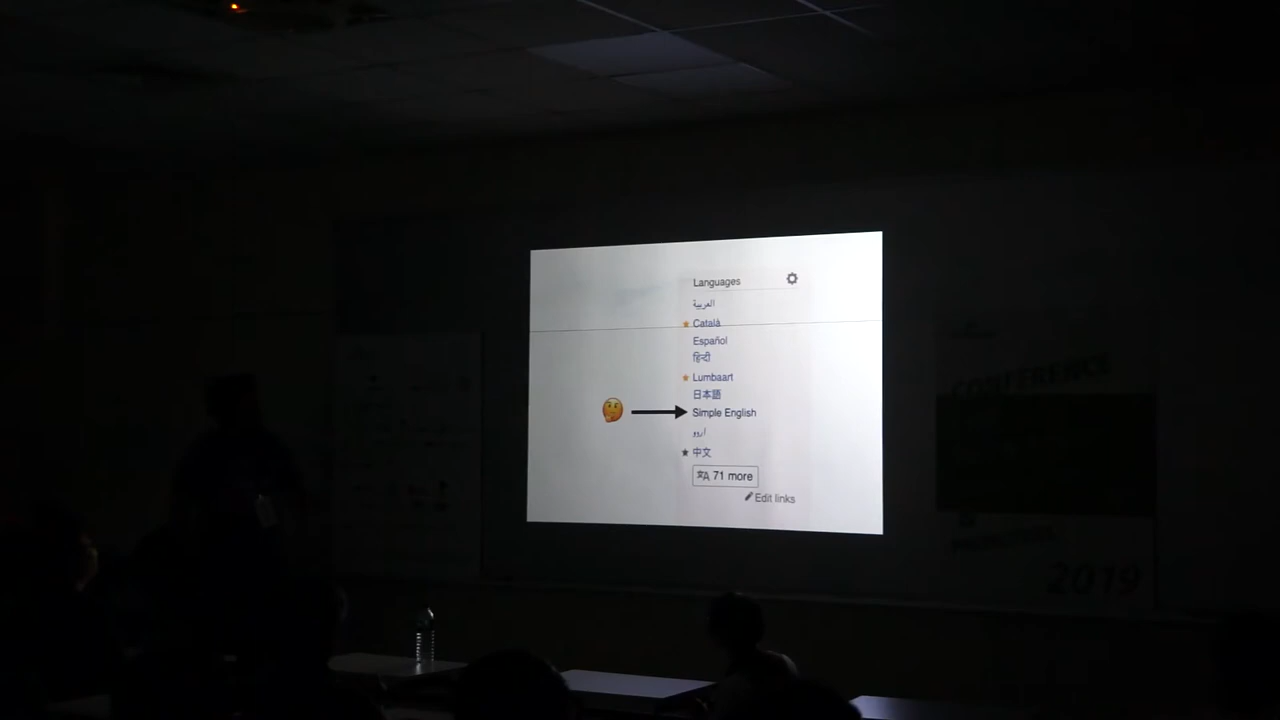 Languages
العربية
Català
Español
हिन्दी
Lumbaart
日本語
Simple English
اردو
中文
71 more
Edit links
CONFERENCE
2019